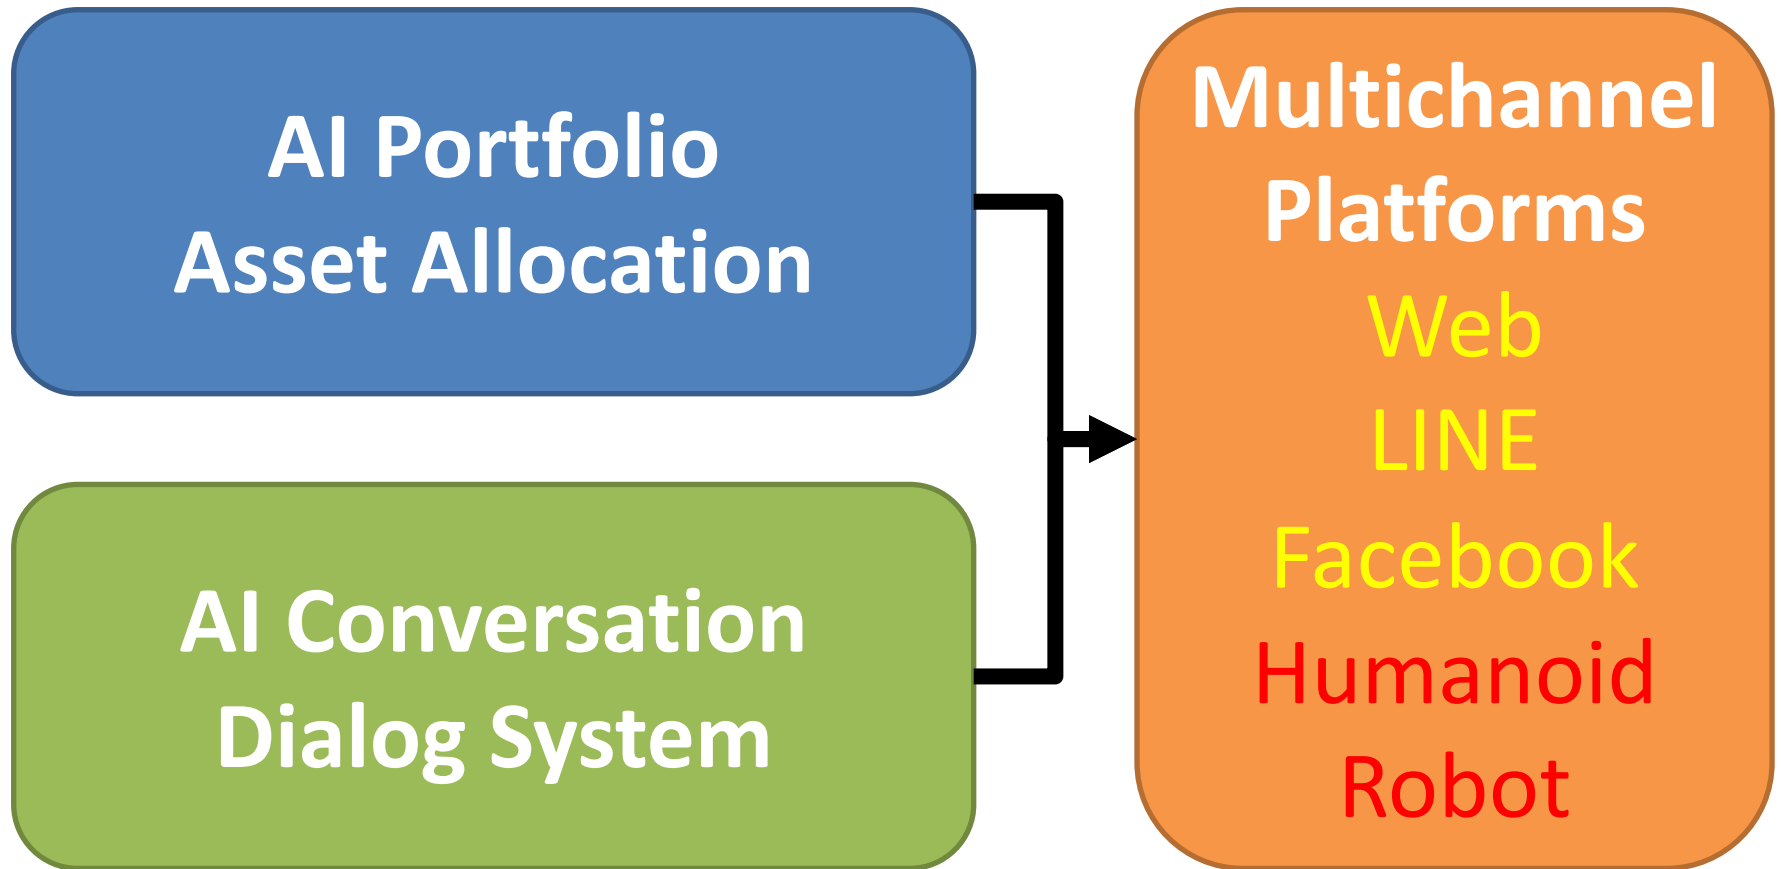 AI Portfolio
Asset Allocation
AI Conversation
Dialog System
Multichannel
Platforms
Web
LINE
Facebook
Humanoid
Robot